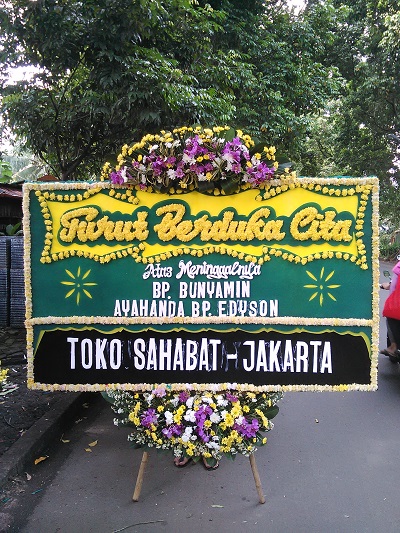 Turut Berduka Cita
Atas Meninggalnya
BP. BUNYAMIN
AYAHANDA BP. EDYSON
TOKO SAHABAT - JAKARTA